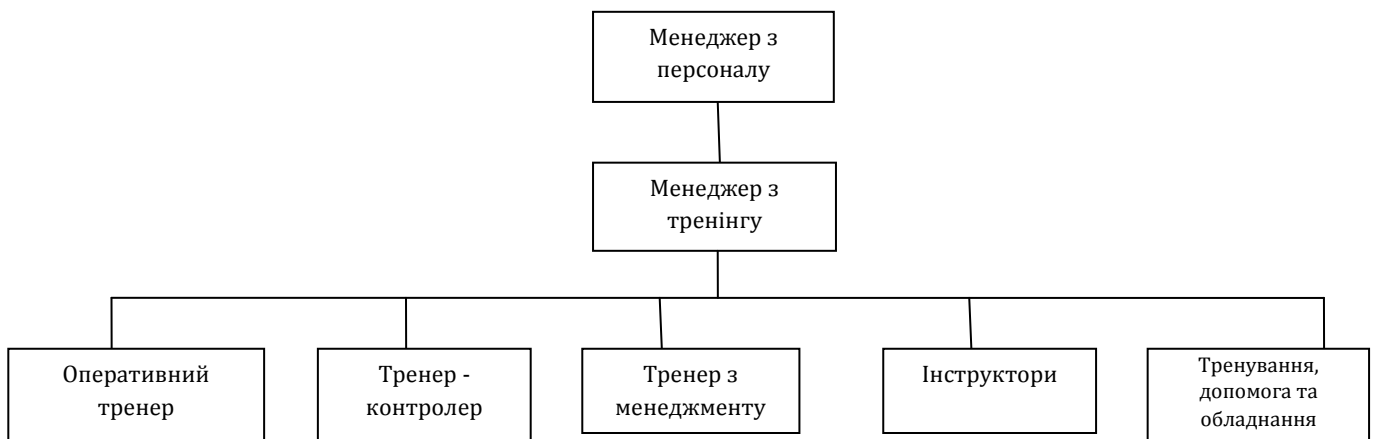 Менеджер з
персоналу
Менеджер з
тренінгу
Оперативний
тренер
Тренер -
контролер
Тренер з
менеджменту
Інструктори
Тренування,
допомога та
обладнання